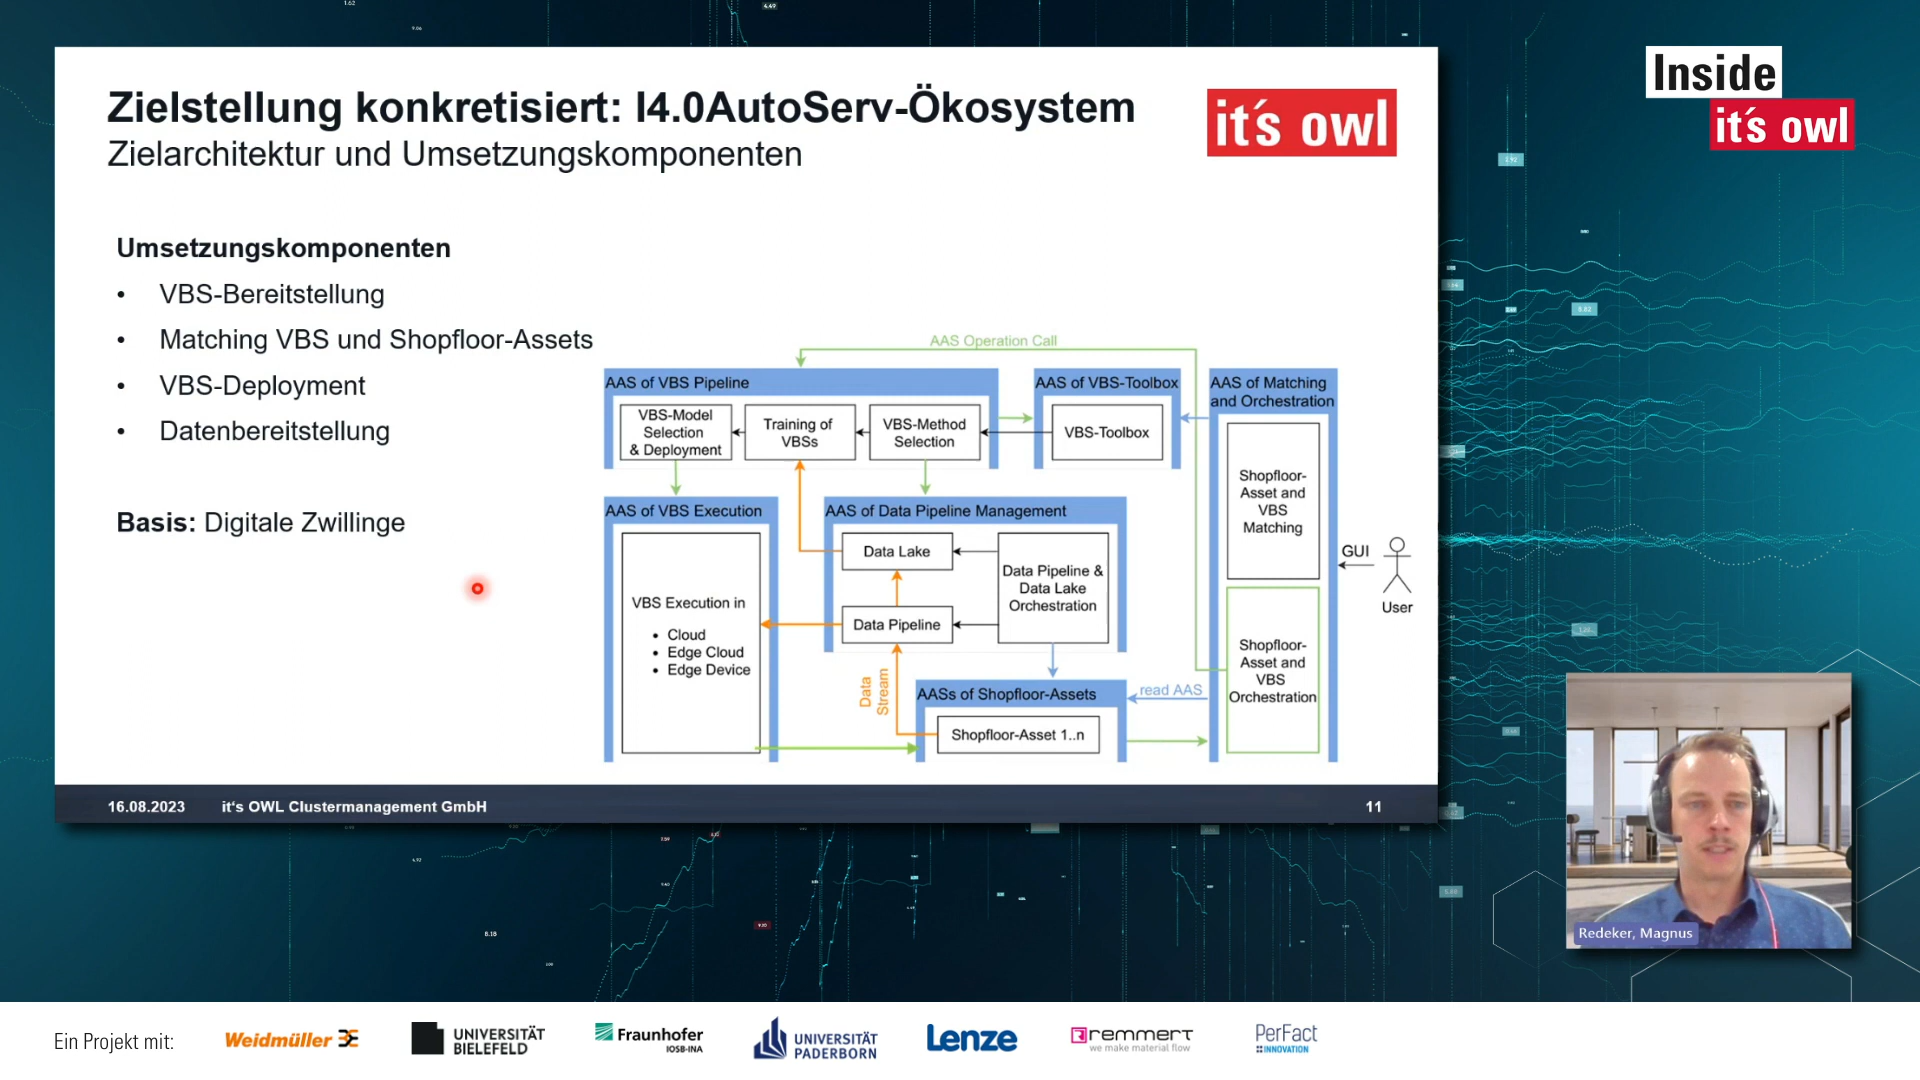 Zielstellung konkretisiert: I4.0AutoServ-Ökosystem
Zielarchitektur und Umsetzungskomponenten
it's owl
Inside
it's owl
Umsetzungskomponenten
• VBS-Bereitstellung
• Matching VBS und Shopfloor-Assets
• VBS-Deployment
• Datenbereitstellung
Basis: Digitale Zwillinge
AAS Operation Call
AAS of VBS Pipeline
VBS-Model
Selection
& Deployment
Training of
VBSs
VBS-Method
Selection
AAS of VBS-Toolbox
VBS-Toolbox
AAS of Matching
and Orchestration
Shopfloor-
Asset and
VBS
Matching
Shopfloor-
Asset and
VBS
Orchestration
GUI
User
AAS of VBS Execution
VBS Execution in
• Cloud
• Edge Cloud
• Edge Device
AAS of Data Pipeline Management
Data Lake
Data Pipeline
Data Pipeline &
Data Lake
Orchestration
Data
Stream
AASs of Shopfloor-Assets
Shopfloor-Asset 1..n
read AAS
16.08.2023
it's OWL Clustermanagement GmbH
11
Redeker, Magnus
Ein Projekt mit:
Weidmüller
UNIVERSITÄT
BIELEFELD
Fraunhofer
IOSB-INA
UNIVERSITÄT
PADERBORN
Lenze
remmert
we make material flow
PerFact
INNOVATION